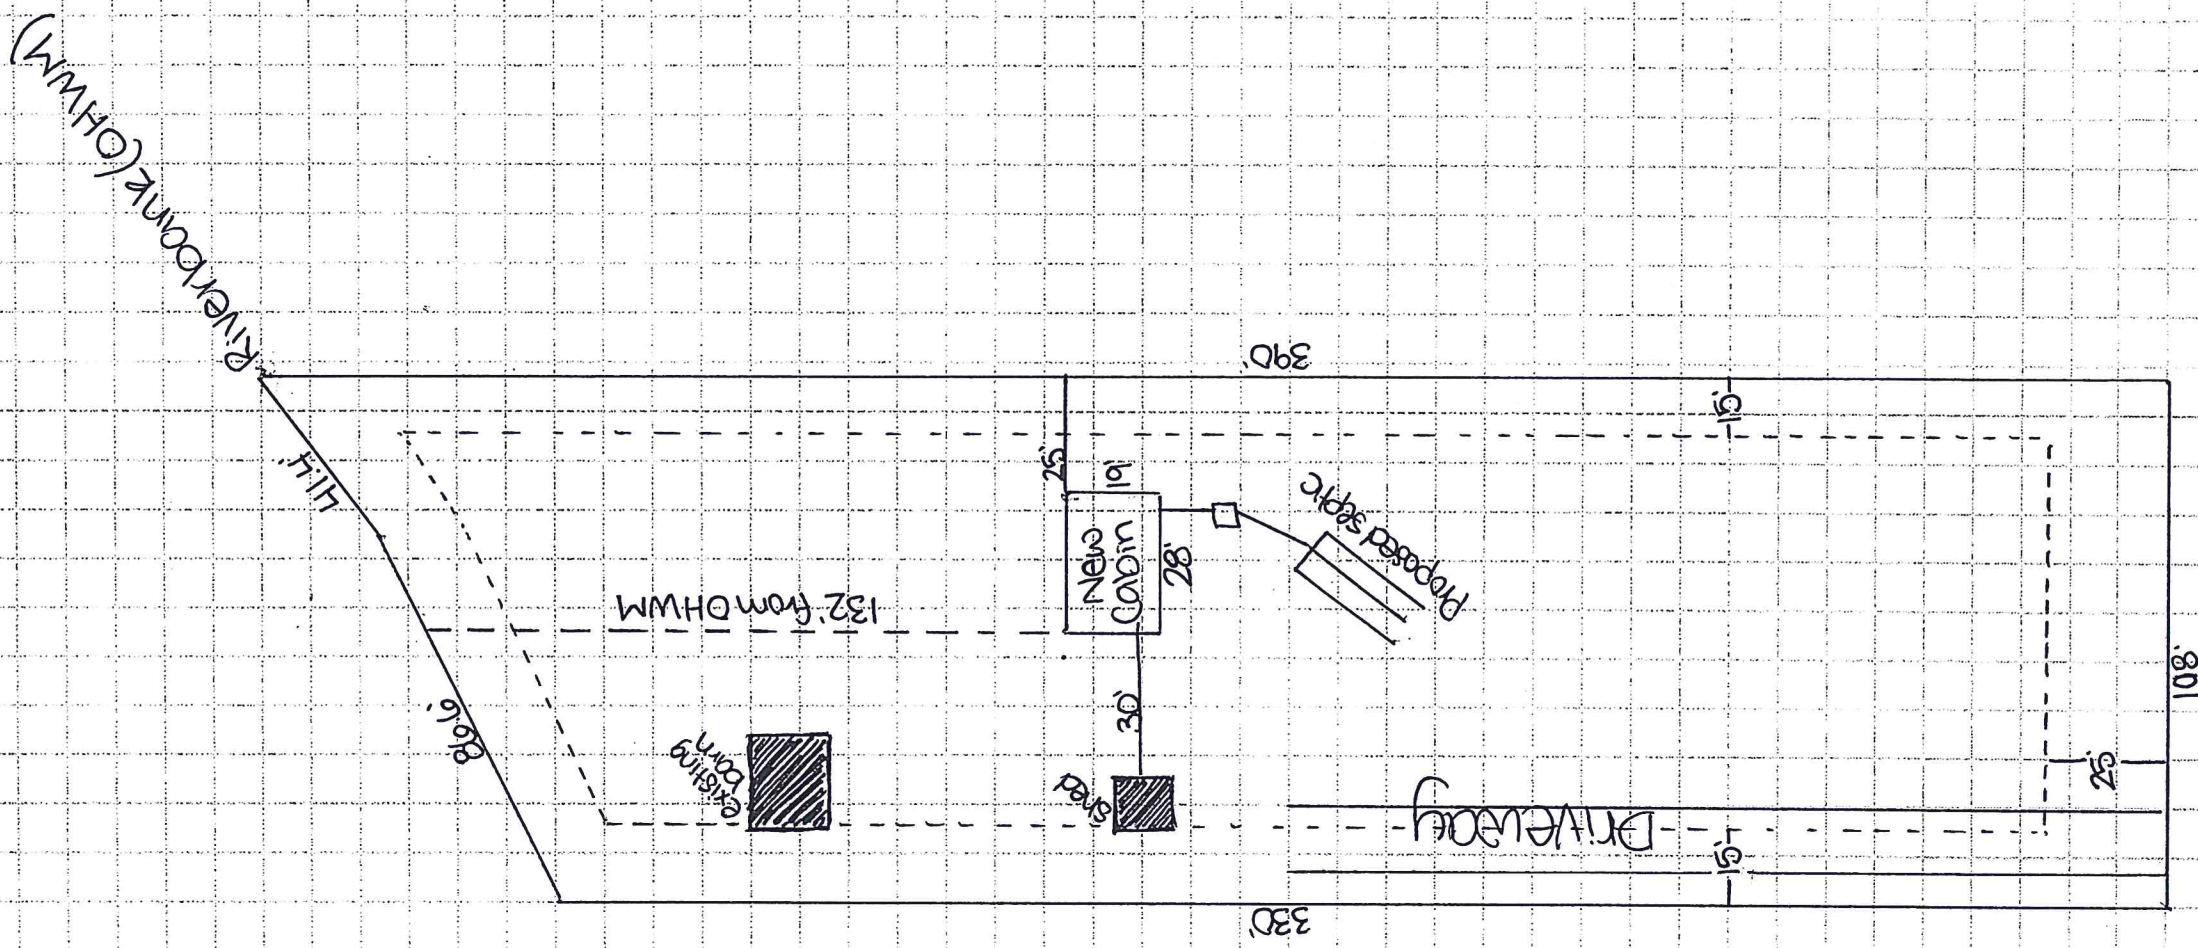 Riverbank (OHWM)
390'
15'
41.4'
25'
19'
New
Cabin
28'
Proposed septic
132' from OHWM
86.6'
30'
108'
existing
barn
shed
25'
Driveway
15'
330'